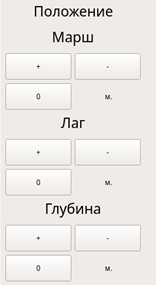 Положение
Марш
+ -
0 м.
Лаг
+ -
0 м.
Глубина
+ -
0 м.